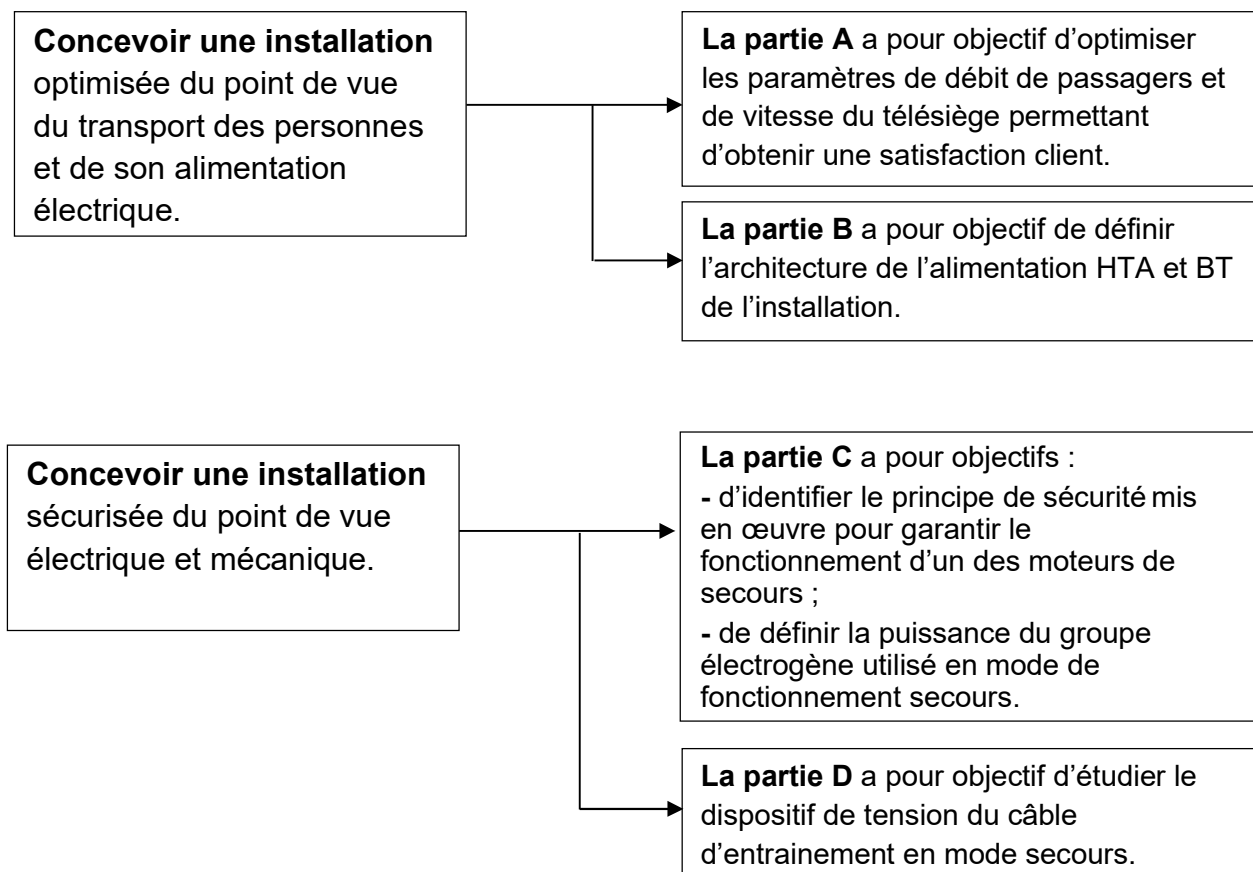 Concevoir une installation
optimisée du point de vue
du transport des personnes
et de son alimentation
électrique.
La partie A a pour objectif d’optimiser
les paramètres de débit de passagers et
de vitesse du télésiège permettant
d’obtenir une satisfaction client.
La partie B a pour objectif de définir
l’architecture de l’alimentation HTA et BT
de l’installation.
Concevoir une installation
sécurisée du point de vue
électrique et mécanique.
La partie C a pour objectifs :
- d’identifier le principe de sécurité mis
en œuvre pour garantir le
fonctionnement d’un des moteurs de
secours ;
- de définir la puissance du groupe
électrogène utilisé en mode de
fonctionnement secours.
La partie D a pour objectif d’étudier le
dispositif de tension du câble
d’entrainement en mode secours.